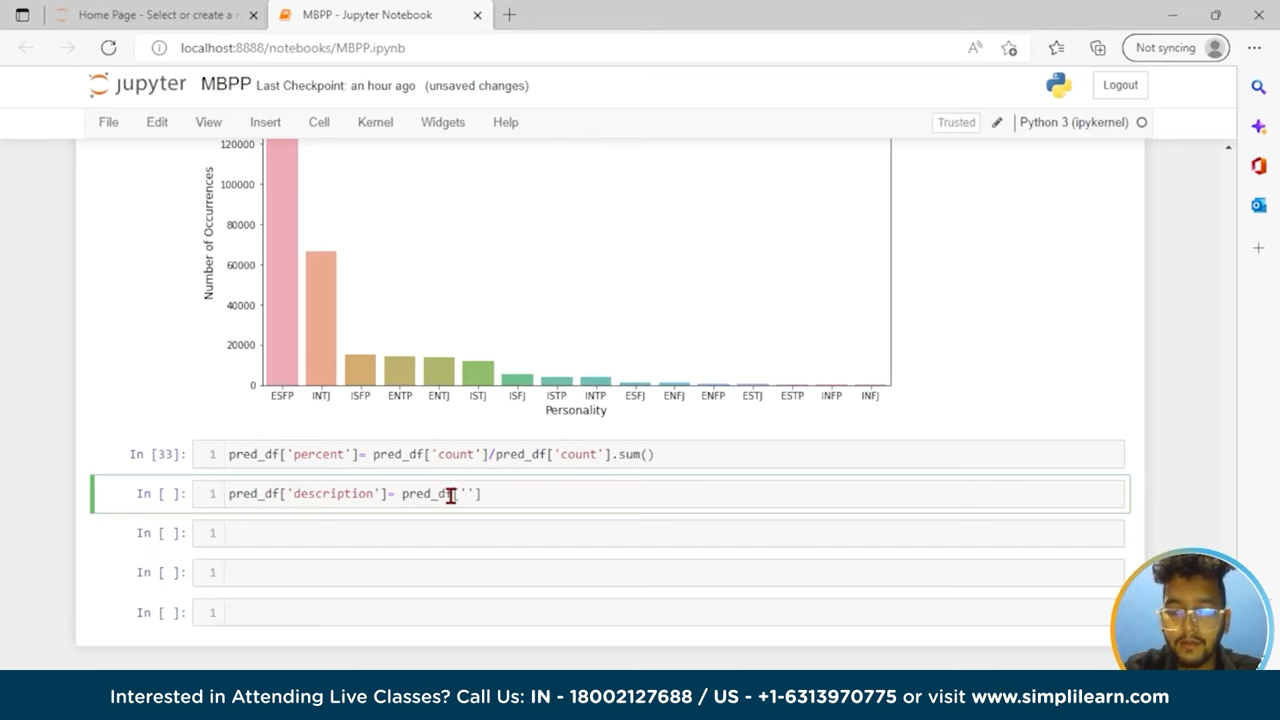 Home Page - Select or create a n
MBPP - Jupyter Notebook
localhost:8888/notebooks/MBPP.ipynb
Not syncing
jupyter MBPP Last Checkpoint: an hour ago (unsaved changes)
Logout
File Edit View Insert Cell Kernel Widgets Help
Trusted
Python 3 (ipykernel)
120000
100000
80000
60000
40000
20000
0
Number of Occurrences
ESFP INTJ ISFP ENTP ENTJ ISTJ ISFJ ISTP INTP ESFJ ENFJ ENFP ESTJ ESTP INFP INFJ
Personality
In [33]: 1 pred_df['percent']= pred_df['count']/pred_df['count'].sum()
In [ ]: 1 pred_df['description']= pred_df['']
In [ ]: 1
In [ ]: 1
In [ ]: 1
Interested in Attending Live Classes? Call Us: IN - 18002127688 / US - +1-6313970775 or visit www.simplilearn.com